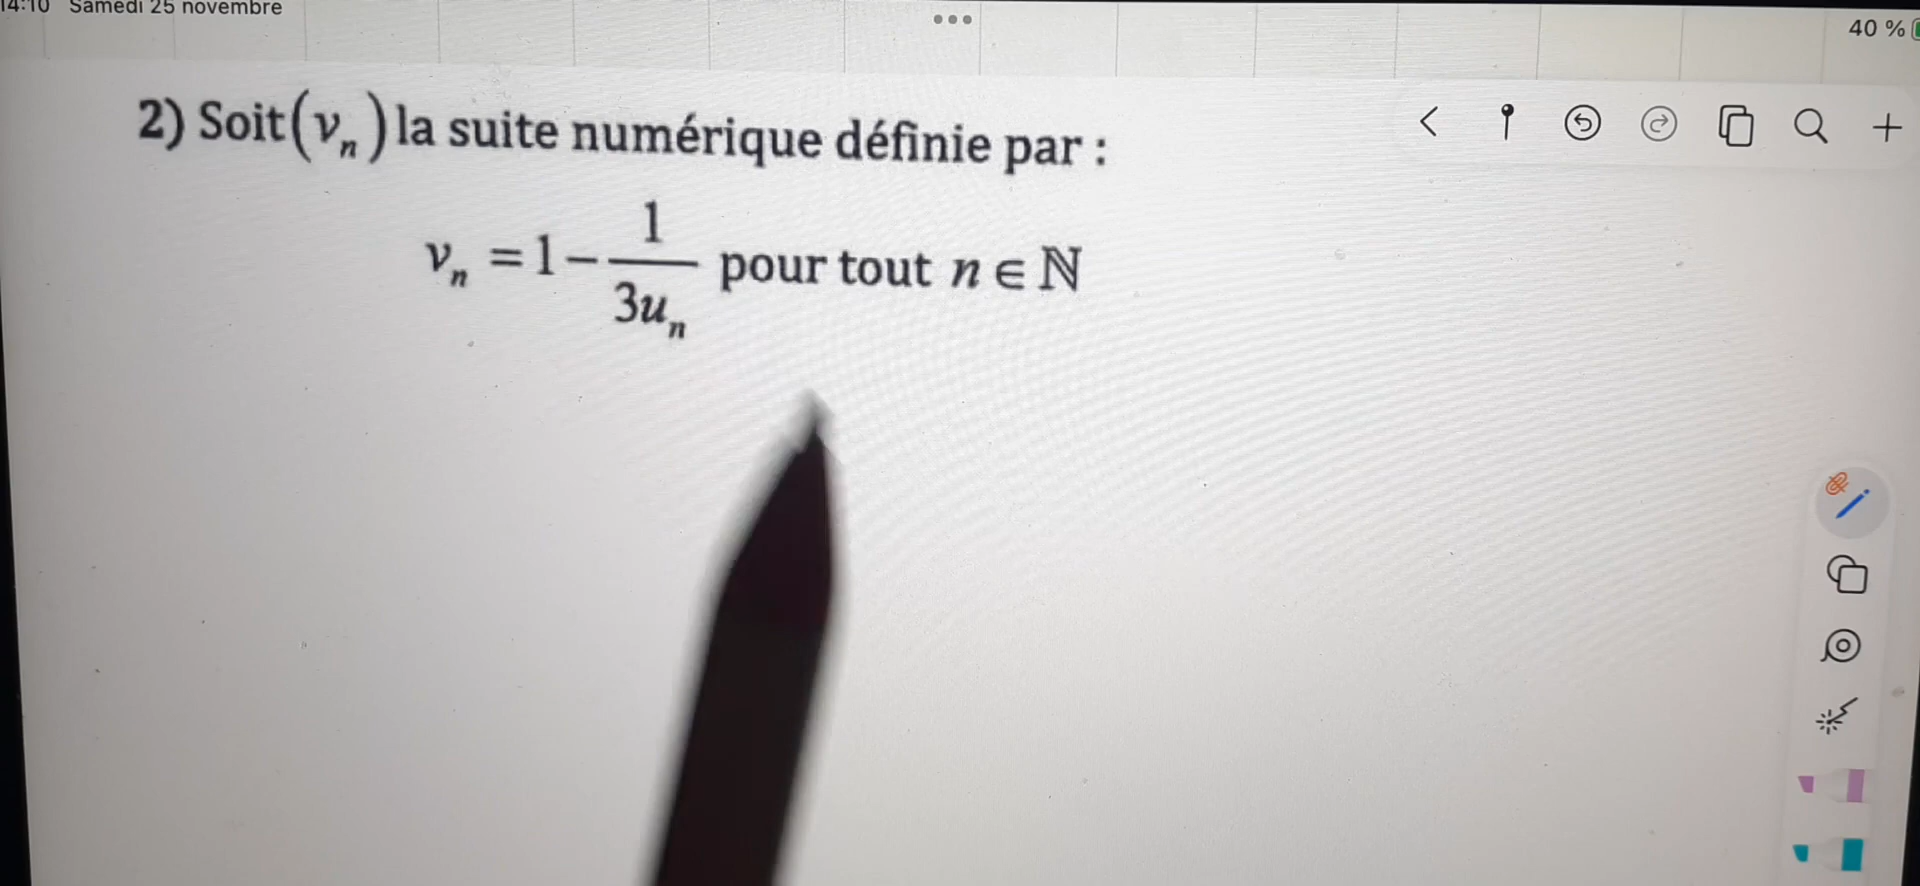 14:10 Samedi 25 novembre
40 %
2) Soit (vₙ) la suite numérique définie par :
vₙ = 1 - 1/(3uₙ) pour tout n ∈ ℕ